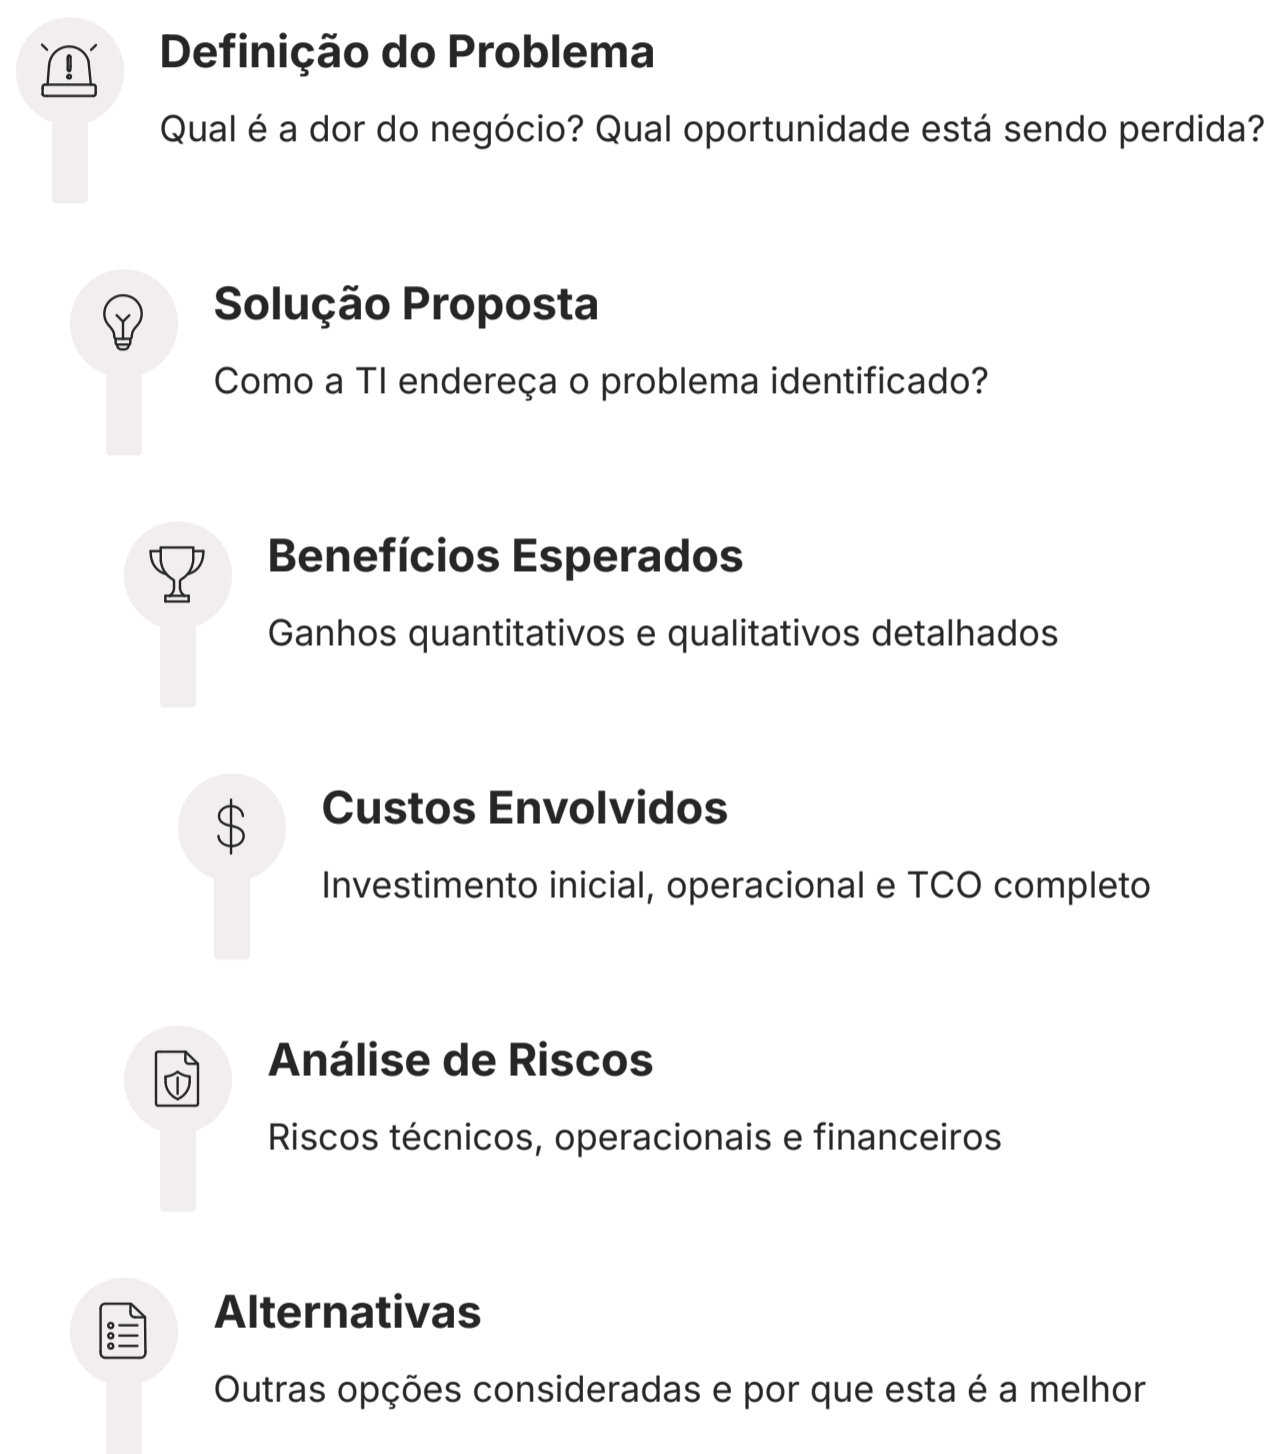 Definição do Problema
Qual é a dor do negócio? Qual oportunidade está sendo perdida?
Solução Proposta
Como a TI endereça o problema identificado?
Benefícios Esperados
Ganhos quantitativos e qualitativos detalhados
$
Custos Envolvidos
Investimento inicial, operacional e TCO completo
Análise de Riscos
Riscos técnicos, operacionais e financeiros
Alternativas
Outras opções consideradas e por que esta é a melhor